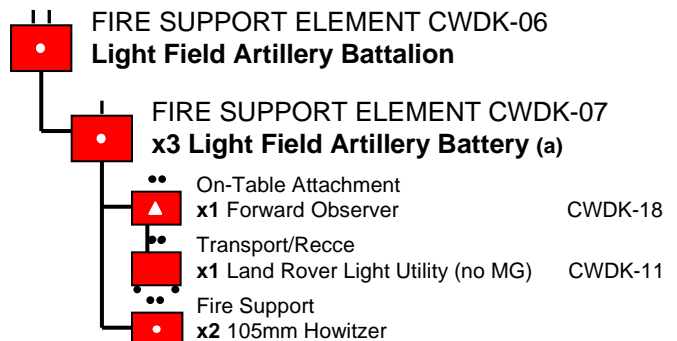 FIRE SUPPORT ELEMENT CWDK-06
Light Field Artillery Battalion
FIRE SUPPORT ELEMENT CWDK-07
x3 Light Field Artillery Battery (a)
On-Table Attachment
x1 Forward Observer CWDK-18
Transport/Recce
x1 Land Rover Light Utility (no MG) CWDK-11
Fire Support
x2 105mm Howitzer